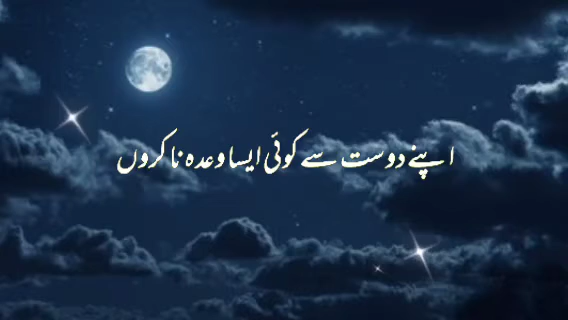 اپنے دوست سے کوئی ایسا وعدہ نا کروں